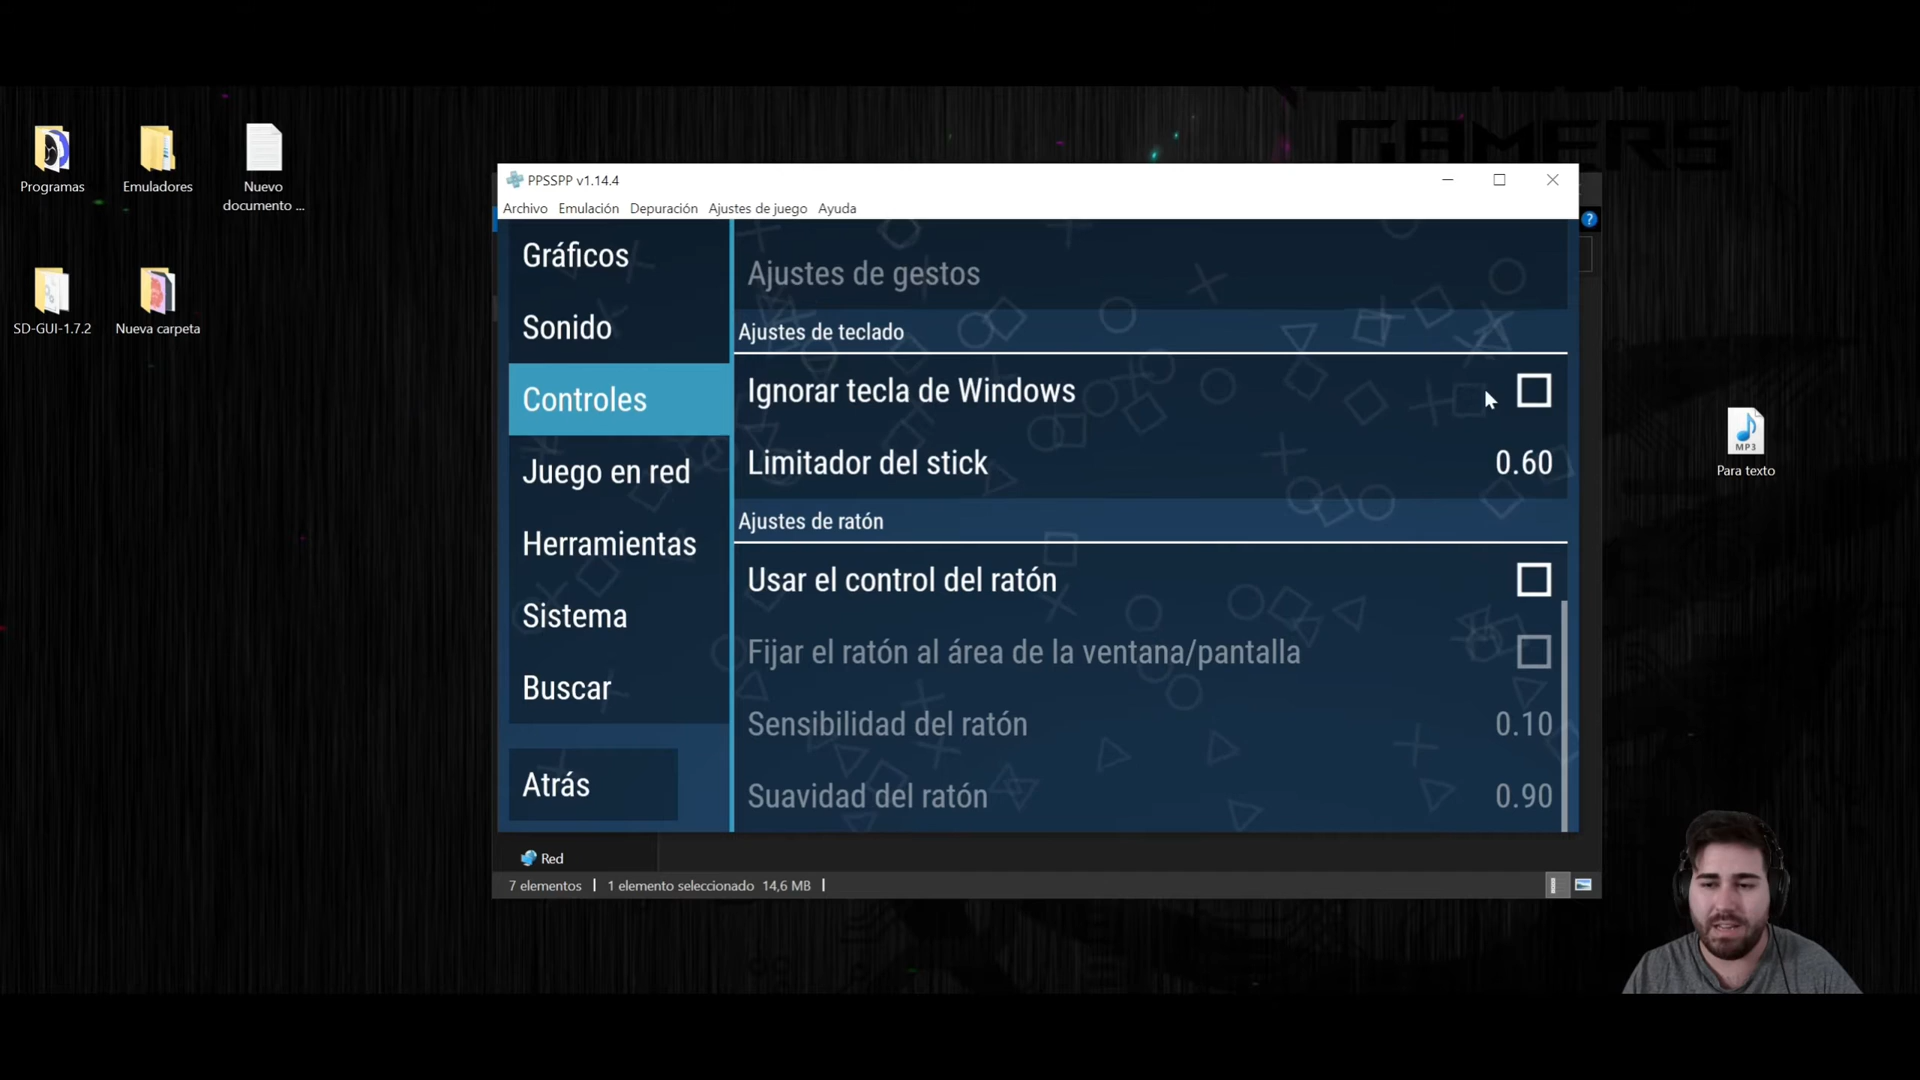 GAMERS
Programas
Emuladores
Nuevo
documento ...
SD-GUI-1.7.2
Nueva carpeta
PPSSPP v1.14.4
Archivo Emulación Depuración Ajustes de juego Ayuda
Gráficos
Sonido
Controles
Juego en red
Herramientas
Sistema
Buscar
Atrás
Ajustes de gestos
Ajustes de teclado
Ignorar tecla de Windows
Limitador del stick 0.60
Ajustes de ratón
Usar el control del ratón
Fijar el ratón al área de la ventana/pantalla
Sensibilidad del ratón 0.10
Suavidad del ratón 0.90
Red
7 elementos 1 elemento seleccionado 14,6 MB
MP3
Para texto